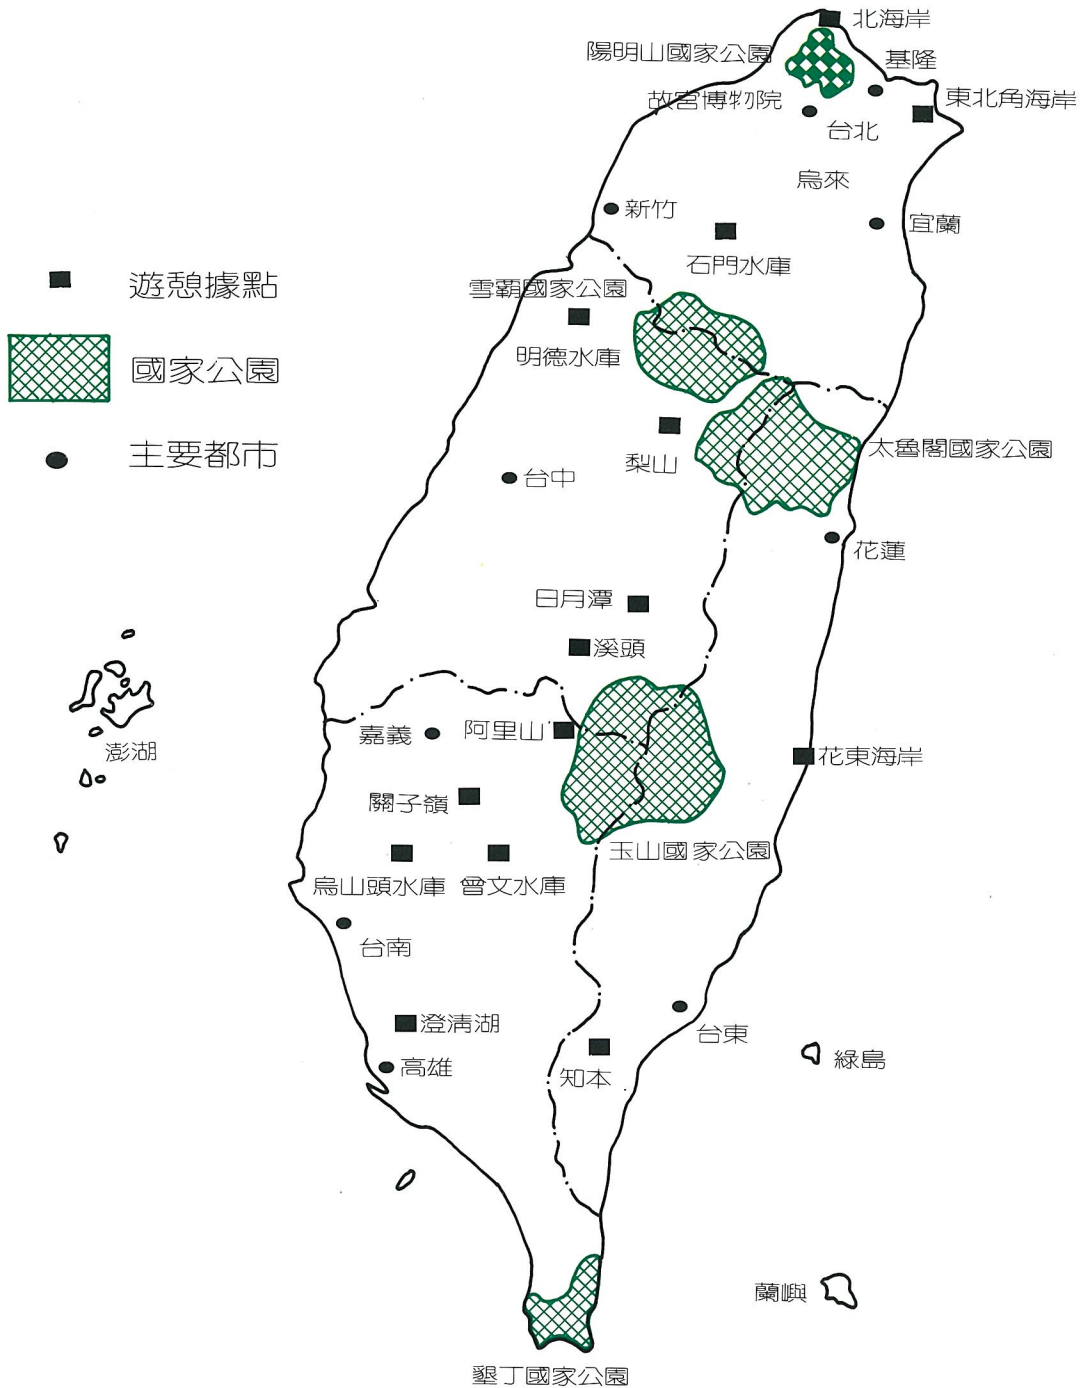 北海岸
陽明山國家公園
基隆
故宮博物院
東北角海岸
台北
烏來
新竹
宜蘭
石門水庫
遊憩據點
雪霸國家公園
明德水庫
國家公園
太魯閣國家公園
主要都市
梨山
台中
花蓮
日月潭
溪頭
嘉義
阿里山
澎湖
花東海岸
關子嶺
玉山國家公園
烏山頭水庫
曾文水庫
台南
澄清湖
台東
高雄
知本
綠島
蘭嶼
墾丁國家公園